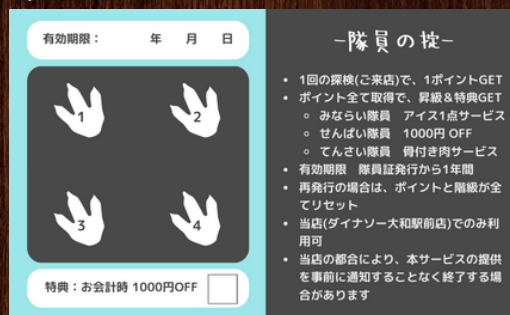 有効期限： 年 月 日
1
2
3
4
特典：お会計時 1000円OFF
−隊員の掟−
• 1回の探検(ご来店)で、1ポイントGET
• ポイント全て取得で、昇級＆特典GET
○ みならい隊員 アイス1点サービス
○ せんぱい隊員 1000円 OFF
○ てんさい隊員 骨付き肉サービス
• 有効期限 隊員証発行から1年間
• 再発行の場合は、ポイントと階級が全
てリセット
• 当店(ダイナソー大和駅前店)でのみ利
用可
• 当店の都合により、本サービスの提供
を事前に通知することなく終了する場
合があります